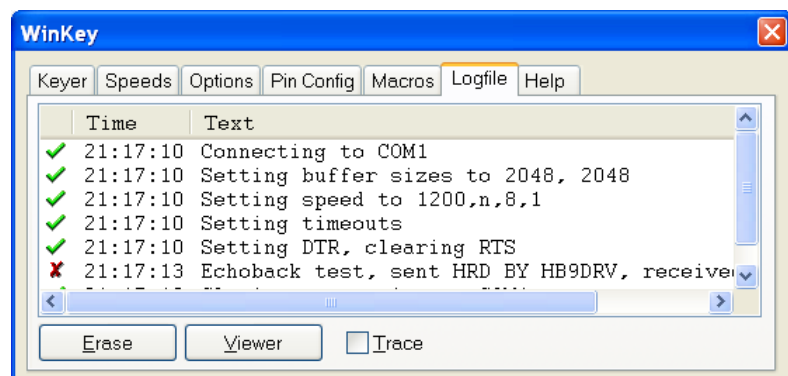 WinKey
Keyer Speeds Options Pin Config Macros Logfile Help
Time Text
21:17:10 Connecting to COM1
21:17:10 Setting buffer sizes to 2048, 2048
21:17:10 Setting speed to 1200,n,8,1
21:17:10 Setting timeouts
21:17:10 Setting DTR, clearing RTS
21:17:13 Echoback test, sent HRD BY HB9DRV,
Erase Viewer Trace